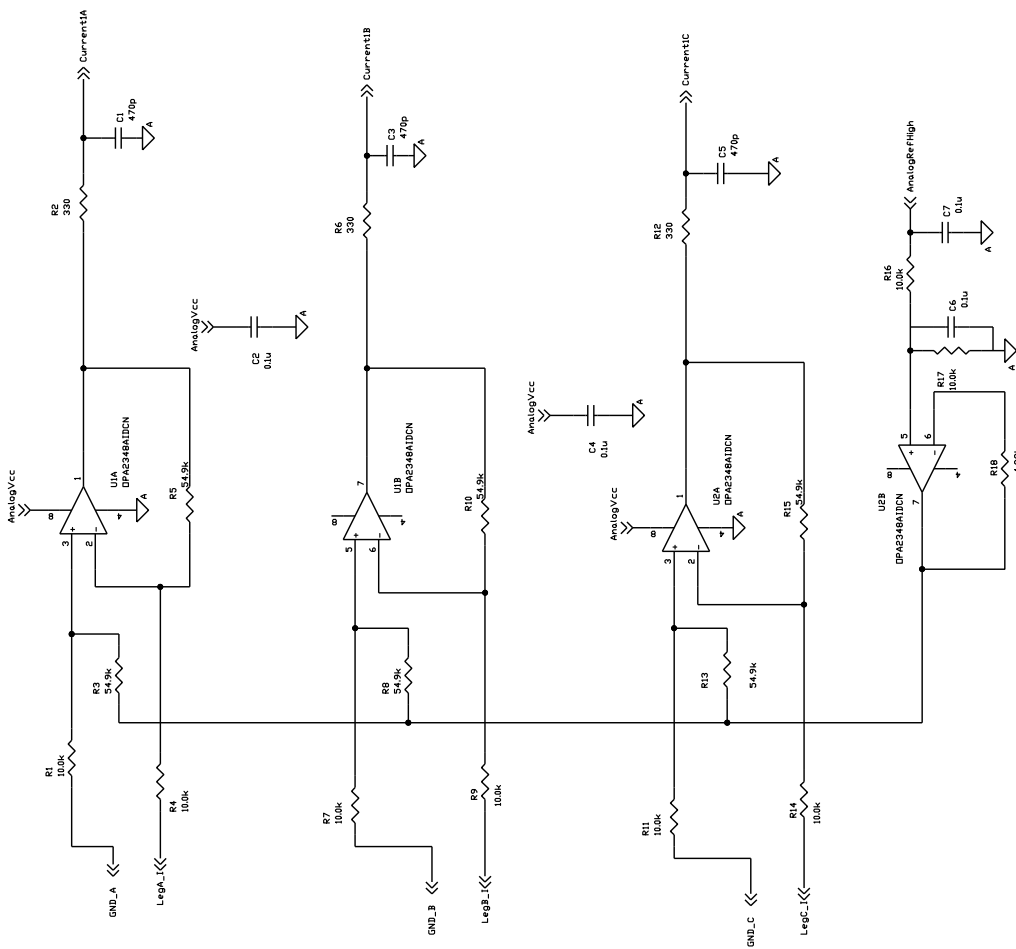 Current1A
C1
470p
A
R2
330
AnalogVcc
C2
0.1u
A
AnalogVcc
8
U1A
OPA2348AIDCN
1
3
+
2
-
4
A
R5
54.9k
R3
54.9k
R1
10.0k
R4
10.0k
GND_A
LegA_I
Current1B
C3
470p
A
R6
330
U1B
OPA2348AIDCN
7
8
5
+
6
-
4
R10
54.9k
R8
54.9k
R7
10.0k
R9
10.0k
GND_B
LegB_I
Current1C
C5
470p
A
R12
330
AnalogVcc
C4
0.1u
A
AnalogVcc
8
U2A
OPA2348AIDCN
1
3
+
2
-
4
A
R15
54.9k
R13
54.9k
R11
10.0k
R14
10.0k
GND_C
LegC_I
AnalogRefHigh
C7
0.1u
A
R16
10.0k
C6
0.1u
A
R17
10.0k
5
+
6
-
8
4
7
U2B
OPA2348AIDCN
R18